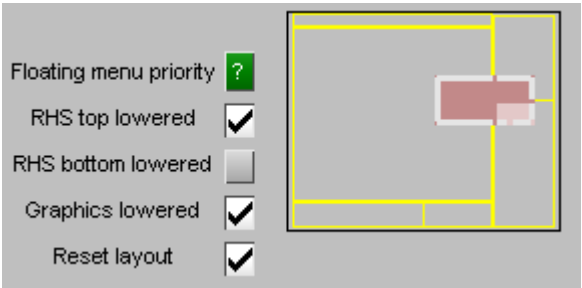 Floating menu priority ?
RHS top lowered
RHS bottom lowered
Graphics lowered
Reset layout